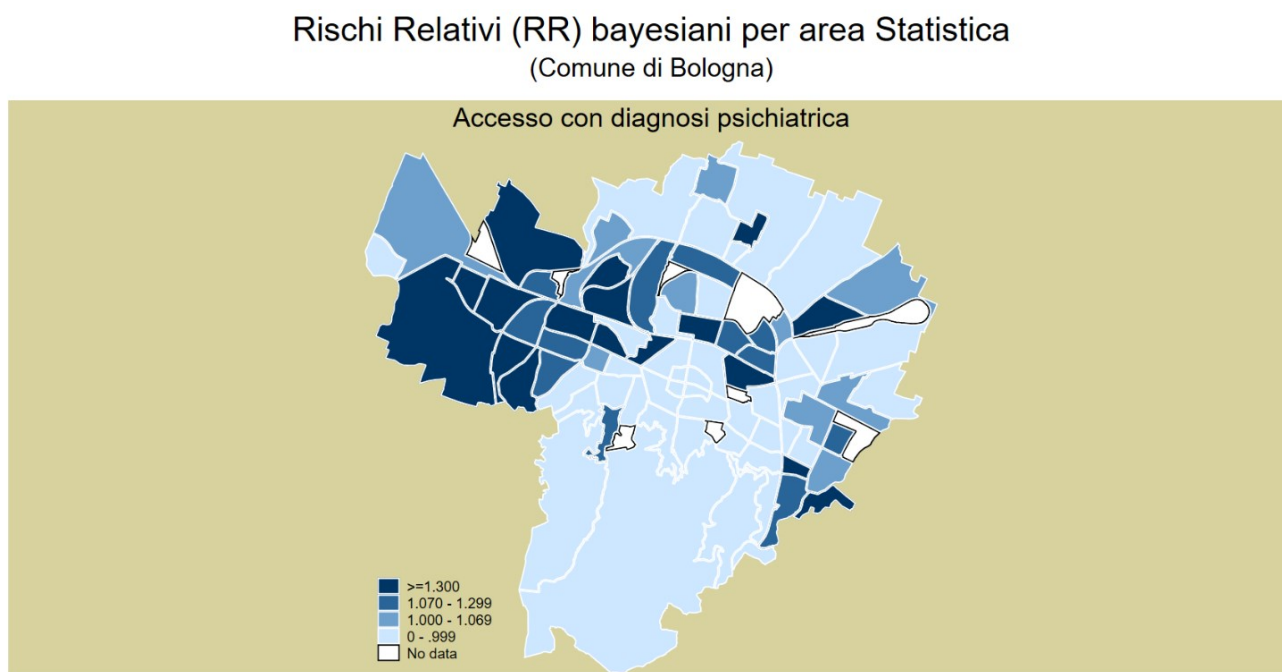 Rischi Relativi (RR) bayesiani per area Statistica
(Comune di Bologna)
Accesso con diagnosi psichiatrica
>=1.300
1.070 - 1.299
1.000 - 1.069
0 - .999
No data